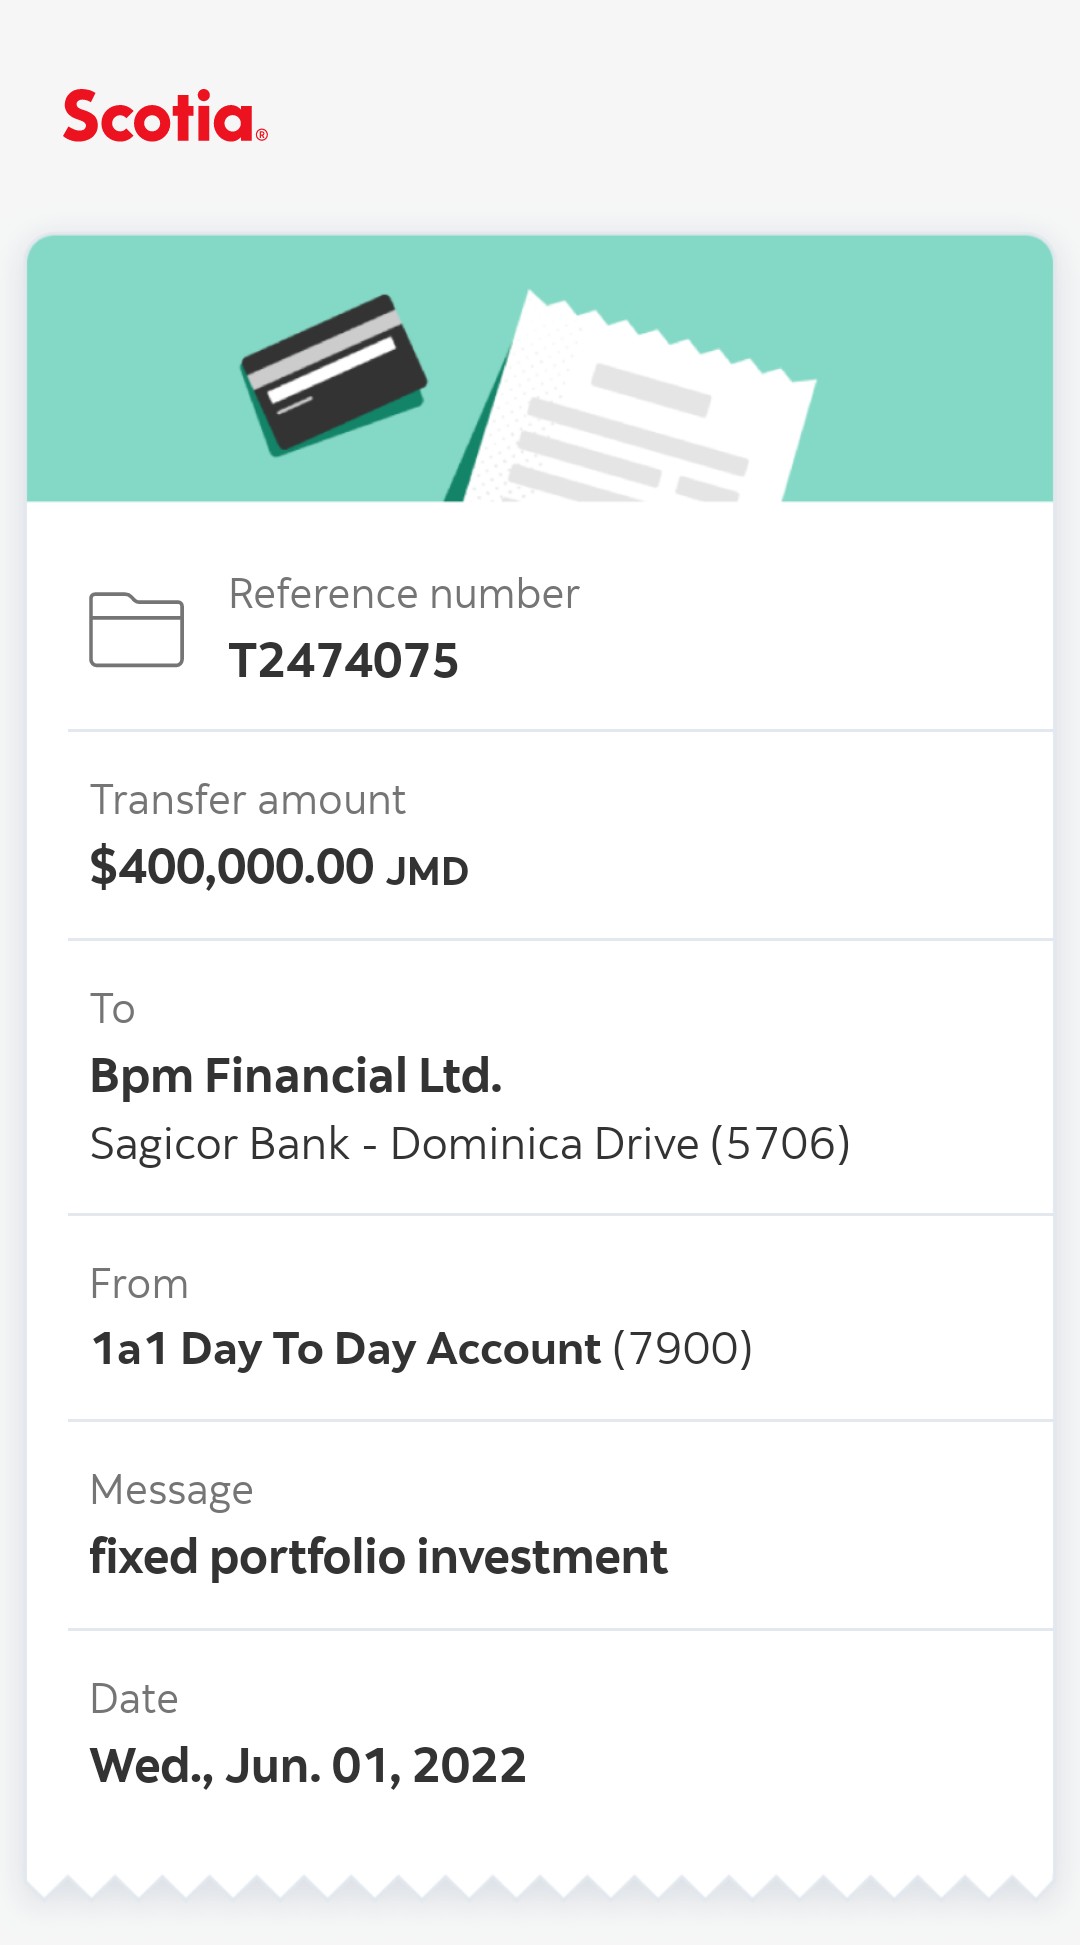 Scotia®
Reference number
T2474075
Transfer amount
$400,000.00 JMD
To
Bpm Financial Ltd.
Sagicor Bank - Dominica Drive (5706)
From
1a1 Day To Day Account (7900)
Message
fixed portfolio investment
Date
Wed., Jun. 01, 2022